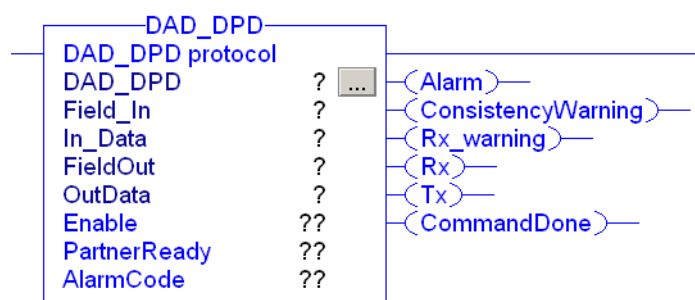 DAD_DPD
DAD_DPD protocol
DAD_DPD ? ... Alarm
Field_In ? ConsistencyWarning
In_Data ? Rx_warning
FieldOut ? Rx
OutData ? Tx
Enable ?? CommandDone
PartnerReady ??
AlarmCode ??